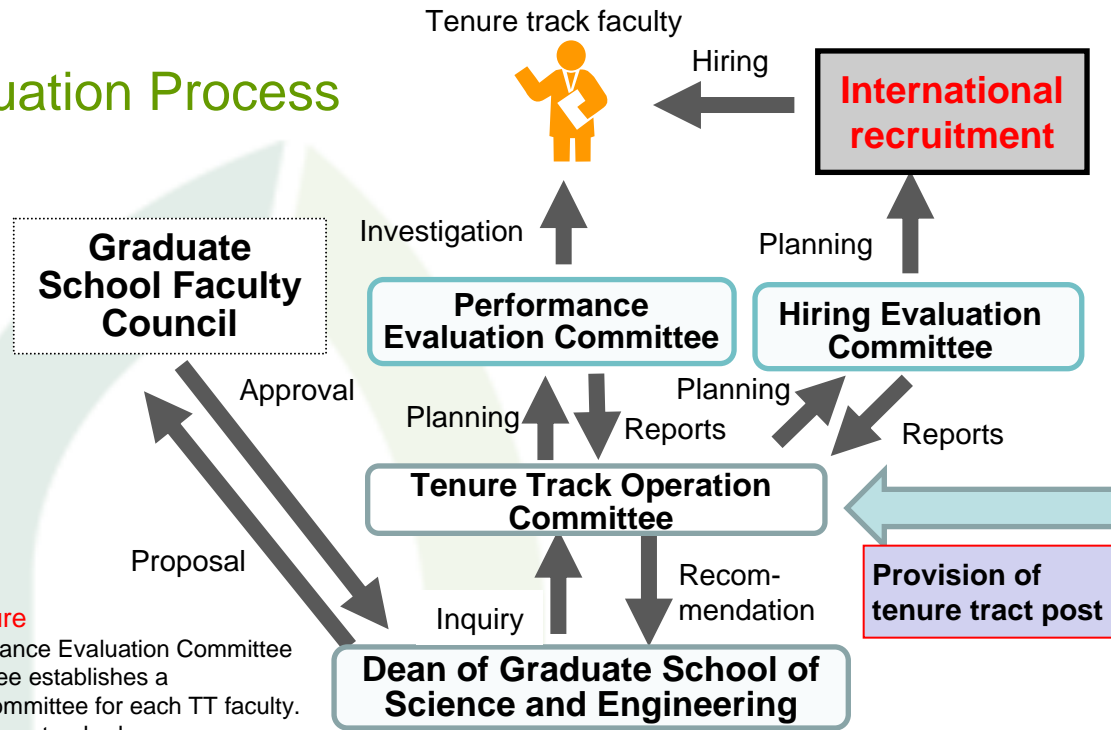 Tenure track faculty
uation Process
Hiring
International
recruitment
Investigation
Planning
Graduate
School Faculty
Council
Performance
Evaluation Committee
Hiring Evaluation
Committee
Approval
Planning
Reports
Planning
Reports
Tenure Track Operation
Committee
Proposal
Inquiry
Recom-
mendation
Provision of
tenure tract post
ure
ance Evaluation Committee
ee establishes a
ommittee for each TT faculty.
Dean of Graduate School of
Science and Engineering